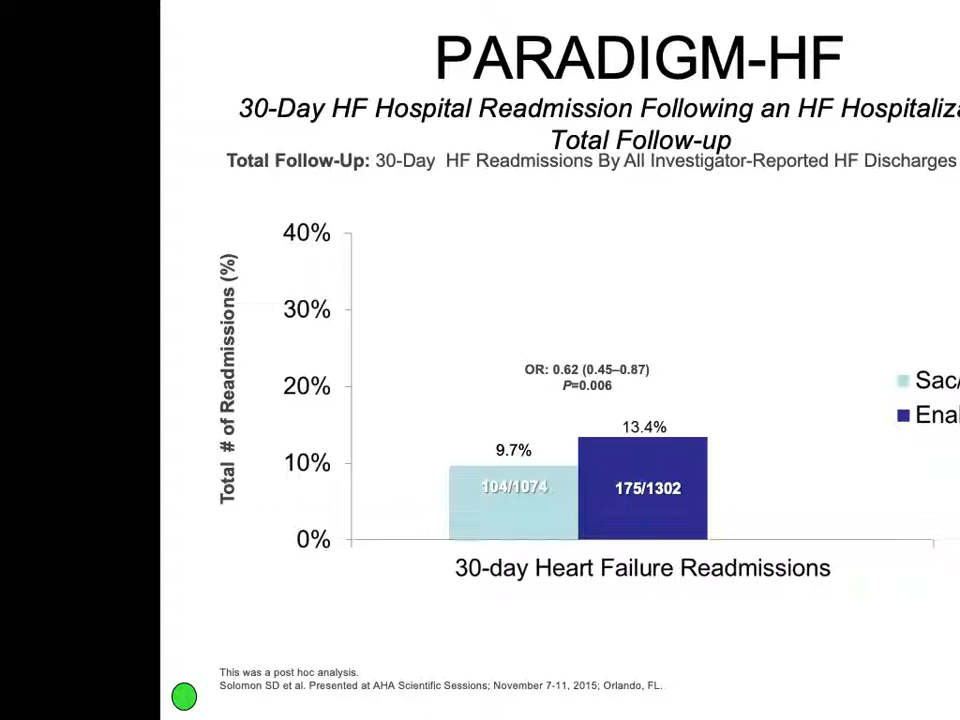 PARADIGM-HF
30-Day HF Hospital Readmission Following an HF
Total Follow-up
Total Follow-Up: 30-Day HF Readmissions By All Investigator-Reported HF Discharges
40%
30%
20%
10%
0%
Total # of Readmissions (%)
OR: 0.62 (0.45–0.87)
P=0.006
9.7%
13.4%
104/1074
175/1302
30-day Heart Failure Readmissions
This was a post hoc analysis.
Solomon SD et al. Presented at AHA Scientific Sessions; November 7-11, 2015; Orlando, FL.